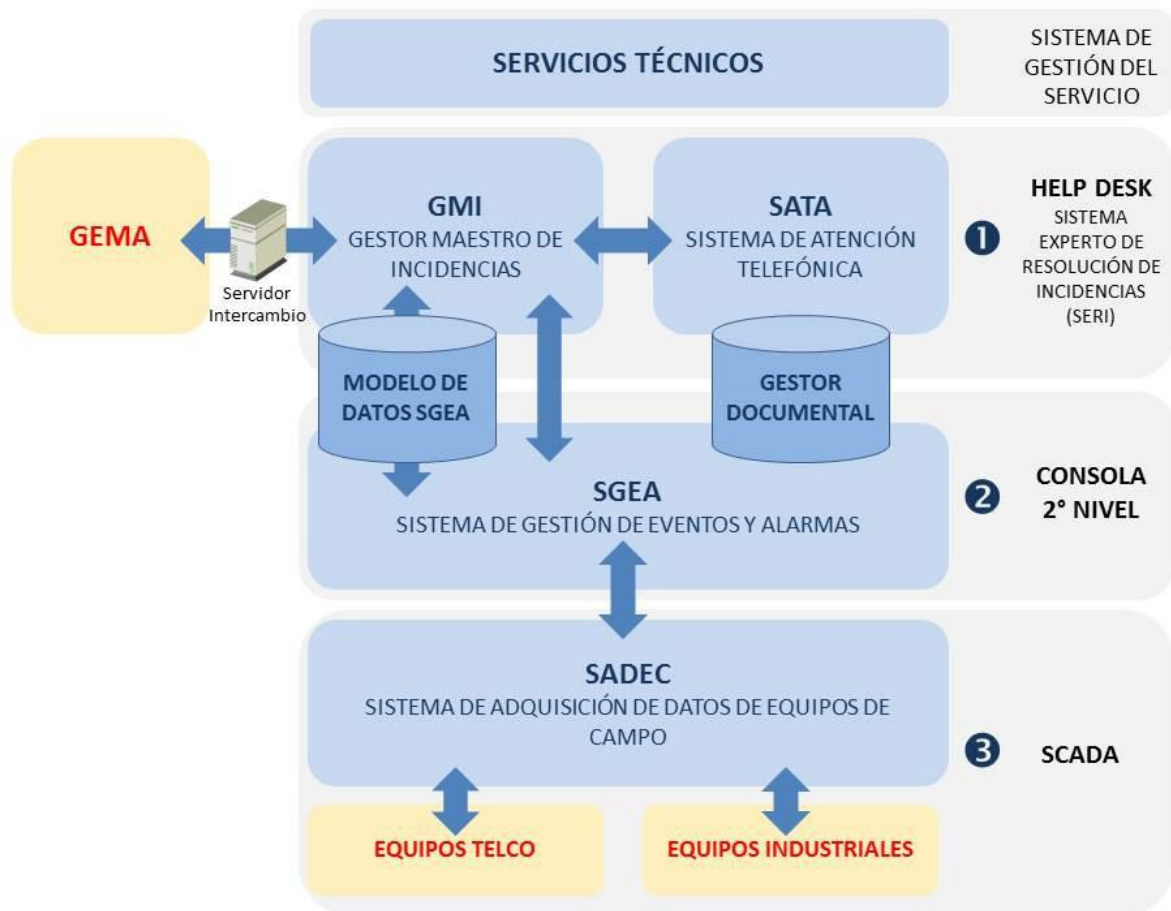 SERVICIOS TÉCNICOS
SISTEMA DE
GESTIÓN DEL
SERVICIO
GEMA
Servidor
Intercambio
GMI
GESTOR MAESTRO DE
INCIDENCIAS
SATA
SISTEMA DE ATENCIÓN
TELEFÓNICA
1
HELP DESK
SISTEMA
EXPERTO DE
RESOLUCIÓN DE
INCIDENCIAS
(SERI)
MODELO DE
DATOS SGEA
GESTOR
DOCUMENTAL
SGEA
SISTEMA DE GESTIÓN DE EVENTOS Y ALARMAS
2
CONSOLA
2° NIVEL
SADEC
SISTEMA DE ADQUISICIÓN DE DATOS DE EQUIPOS DE
CAMPO
3
SCADA
EQUIPOS TELCO
EQUIPOS INDUSTRIALES